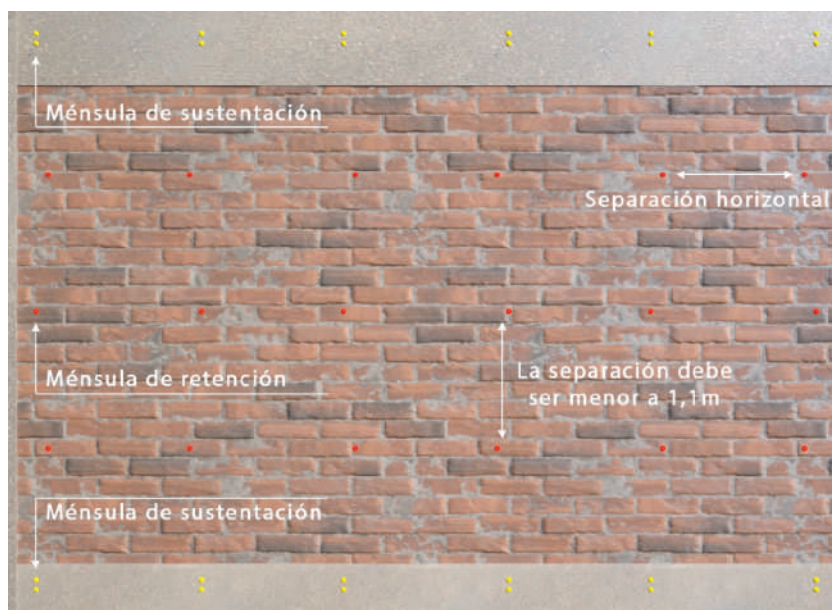 Ménsula de sustentación
Separación horizontal
Ménsula de retención
La separación debe
ser menor a 1,1m
Ménsula de sustentación